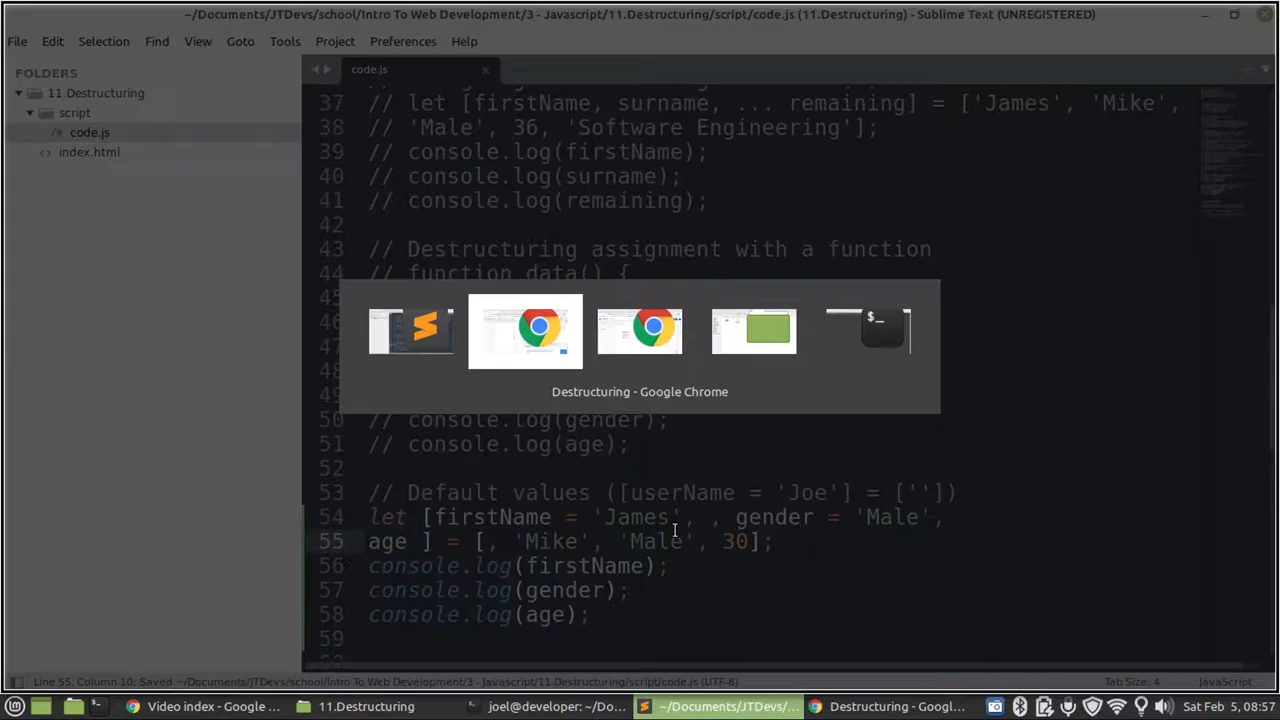 ~/Documents/JTDevs/school/Intro To Web Development/3 - Javascript/11.Destructuring/script/code.js (11.Destructuring) - Sublime Text (UNREGISTERED)
File Edit Selection Find View Goto Tools Project Preferences Help
FOLDERS
11.Destructuring
script
code.js
index.html
code.js
37 // let [firstName, surname, ... remaining] = ['James', 'Mike',
38 // 'Male', 36, 'Software Engineering'];
39 // console.log(firstName);
40 // console.log(surname);
41 // console.log(remaining);
42
43 // Destructuring assignment with a function
44 // function data() {
Destructuring - Google Chrome
50 // console.log(gender);
51 // console.log(age);
52
53 // Default values ([userName = 'Joe'] = [''])
54 let [firstName = 'James', , gender = 'Male',
55 age ] = [, 'Mike', 'Male', 30];
56 console.log(firstName);
57 console.log(gender);
58 console.log(age);
59
Line 55, Column 10; Saved ~/Documents/JTDevs/school/Intro To Web Development/3 - Javascript/11.Destructuring/script/code.js (UTF-8) Tab Size: 4 JavaScript
Video index - Google ... 11.Destructuring joel@developer: ~/Do... ~/Documents/JTDevs/... Destructuring - Googl... Sat Feb 5, 08:57